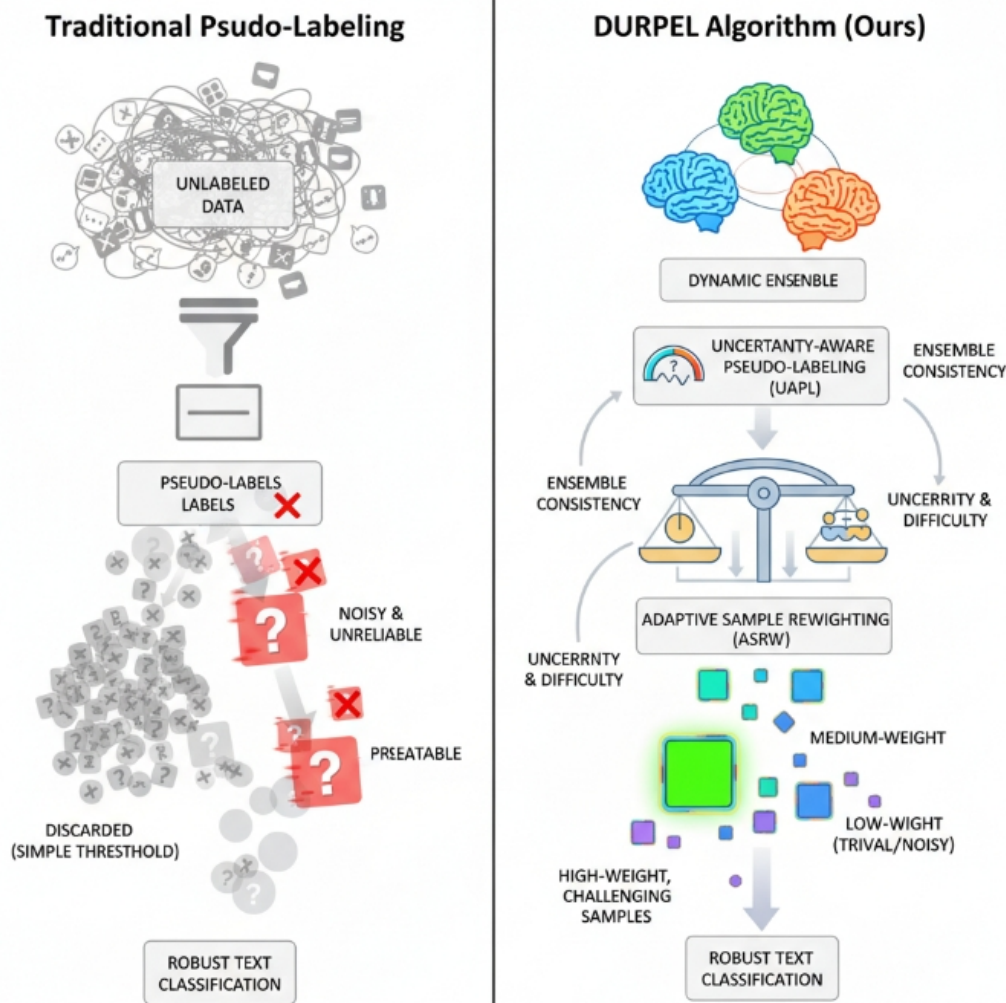 Traditional Psudo-Labeling
UNLABELED
DATA
PSEUDO-LABELS
LABELS
NOISY &
UNRELIABLE
PRSEATABLE
DISCARDED
(SIMPLE THRESTHOLD)
ROBUST TEXT
CLASSIFICATION
DURPEL Algorithm (Ours)
DYNAMIC ENSENBLE
UNCERTANTY-AWARE
PSEUDO-LABELING
(UAPL)
ENSEMBLE
CONSISTENCY
ENSEMBLE
CONSISTENCY
UNCERRITY &
DIFFICULTY
ADAPTIVE SAMPLE REWIGHTING
(ASRW)
UNCERRNTY
& DIFFICULTY
MEDIUM-WEIGHT
LOW-WIGHT
(TRIVAL/NOISY)
HIGH-WEIGHT,
CHALLENGING
SAMPLES
ROBUST TEXT
CLASSIFICATION